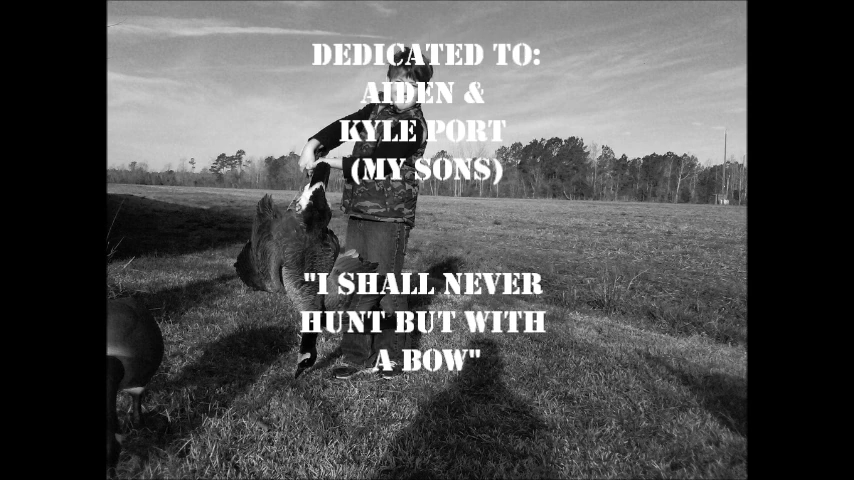 DEDICATED TO:
AIDEN &
KYLE PORT
(MY SONS)
"I SHALL NEVER
HUNT BUT WITH
A BOW"